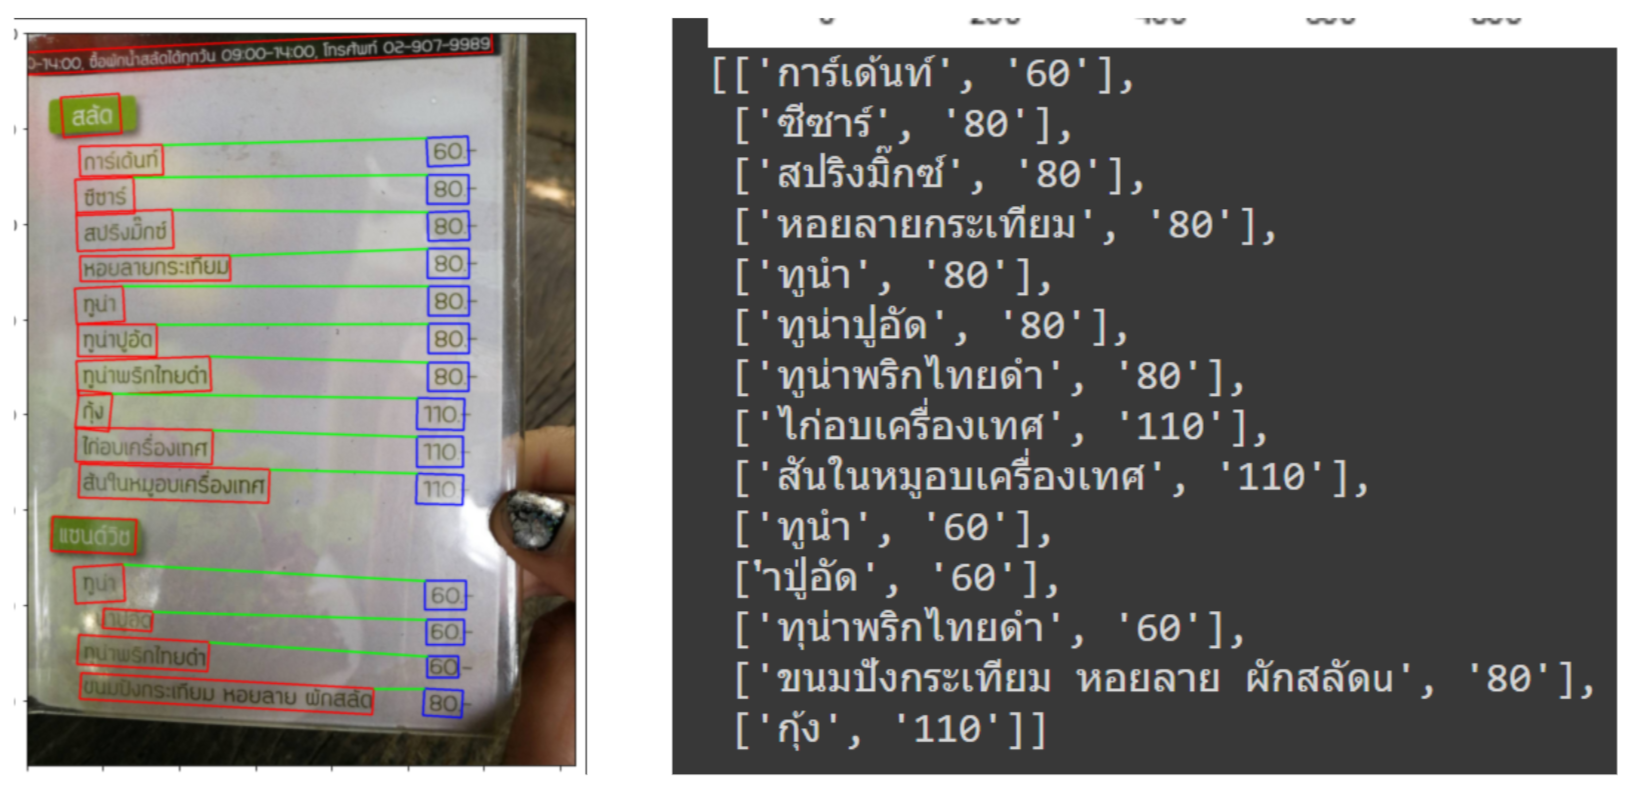 0-14:00, ซื้อผักน้ำสลัดได้ทุกวัน 09:00-14:00, โทรศัพท์ 02-907-9989
สลัด
การ์เด้นท์ 60.-
ซีซาร์ 80.-
สปริงมิ๊กซ์ 80.-
หอยลายกระเทียม 80.-
ทูน่า 80.-
ทูน่าปูอัด 80.-
ทูน่าพริกไทยดำ 80.-
กุ้ง 110.-
ไก่อบเครื่องเทศ 110.-
สันในหมูอบเครื่องเทศ 110.-
แซนด์วิช
ทูน่า 60.-
าปูอัด 60.-
ทูน่าพริกไทยดำ 60.-
ขนมปังกระเทียม หอยลาย ผักสลัด 80.-
[['การ์เด้นท์', '60'],
['ซีซาร์', '80'],
['สปริงมิ๊กซ์', '80'],
['หอยลายกระเทียม', '80'],
['ทูนำ', '80'],
['ทูน่าปูอัด', '80'],
['ทูน่าพริกไทยดำ', '80'],
['ไก่อบเครื่องเทศ', '110'],
['สันในหมูอบเครื่องเทศ', '110'],
['ทูนำ', '60'],
['่าปู่อัด', '60'],
['ทุน่าพริกไทยดำ', '60'],
['ขนมปังกระเทียม หอยลาย ผักสลัดu', '80'],
['กุ้ง', '110']]